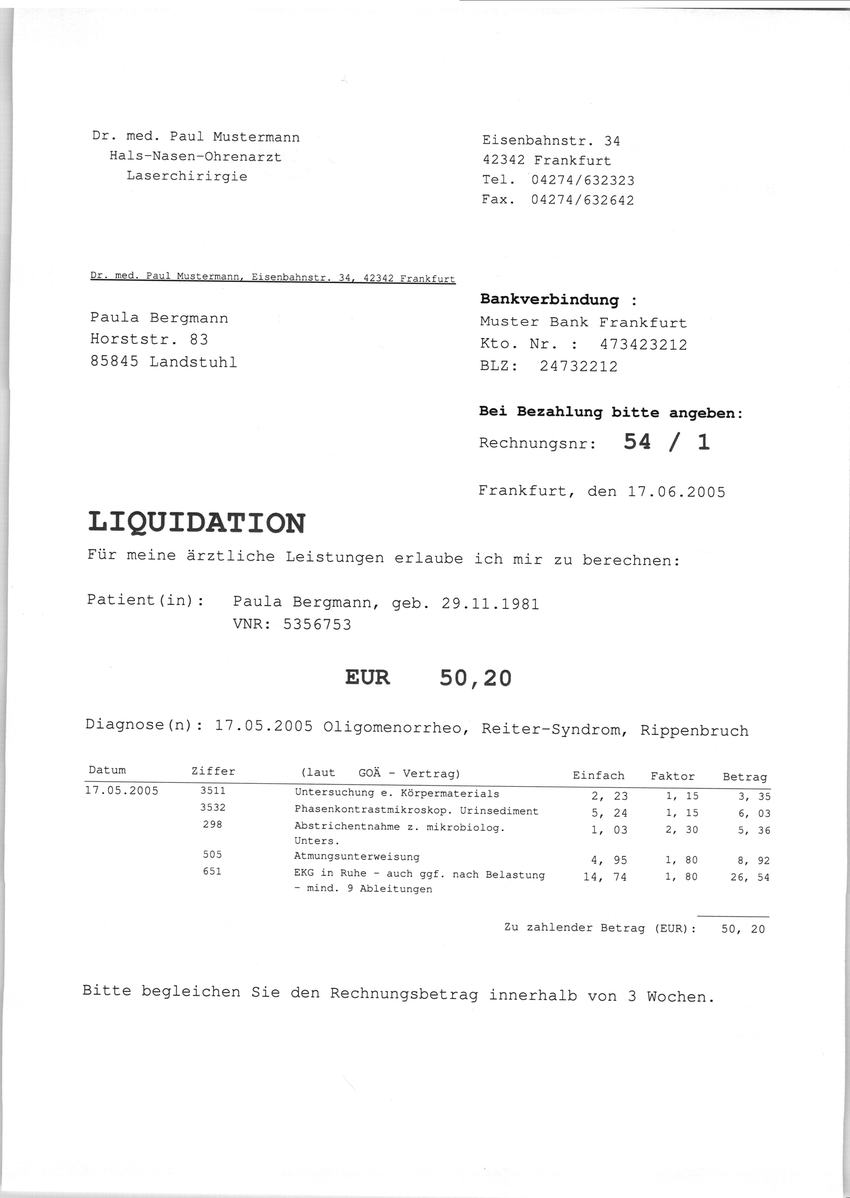 Dr. med. Paul Mustermann
Hals-Nasen-Ohrenarzt
Laserchirirgie
Eisenbahnstr. 34
42342 Frankfurt
Tel. 04274/632323
Fax. 04274/632642
Dr. med. Paul Mustermann, Eisenbahnstr. 34, 42342 Frankfurt
Paula Bergmann
Horststr. 83
85845 Landstuhl
Bankverbindung :
Muster Bank Frankfurt
Kto. Nr. : 473423212
BLZ: 24732212
Bei Bezahlung bitte angeben:
Rechnungsnr: 54 / 1
Frankfurt, den 17.06.2005
LIQUIDATION
Für meine ärztliche Leistungen erlaube ich mir zu berechnen:
Patient(in): Paula Bergmann, geb. 29.11.1981
VNR: 5356753
EUR 50,20
Diagnose(n): 17.05.2005 Oligomenorrheo, Reiter-Syndrom, Rippenbruch
Datum Ziffer (laut GOÄ - Vertrag) Einfach Faktor Betrag
17.05.2005 3511 Untersuchung e. Körpermaterials 2, 23 1, 15 3, 35
3532 Phasenkontrastmikroskop. Urinsediment 5, 24 1, 15 6, 03
298 Abstrichentnahme z. mikrobiolog. 1, 03 2, 30 5, 36
Unters.
505 Atmungsunterweisung 4, 95 1, 80 8, 92
651 EKG in Ruhe - auch ggf. nach Belastung 14, 74 1, 80 26, 54
- mind. 9 Ableitungen
Zu zahlender Betrag (EUR): 50, 20
Bitte begleichen Sie den Rechnungsbetrag innerhalb von 3 Wochen.